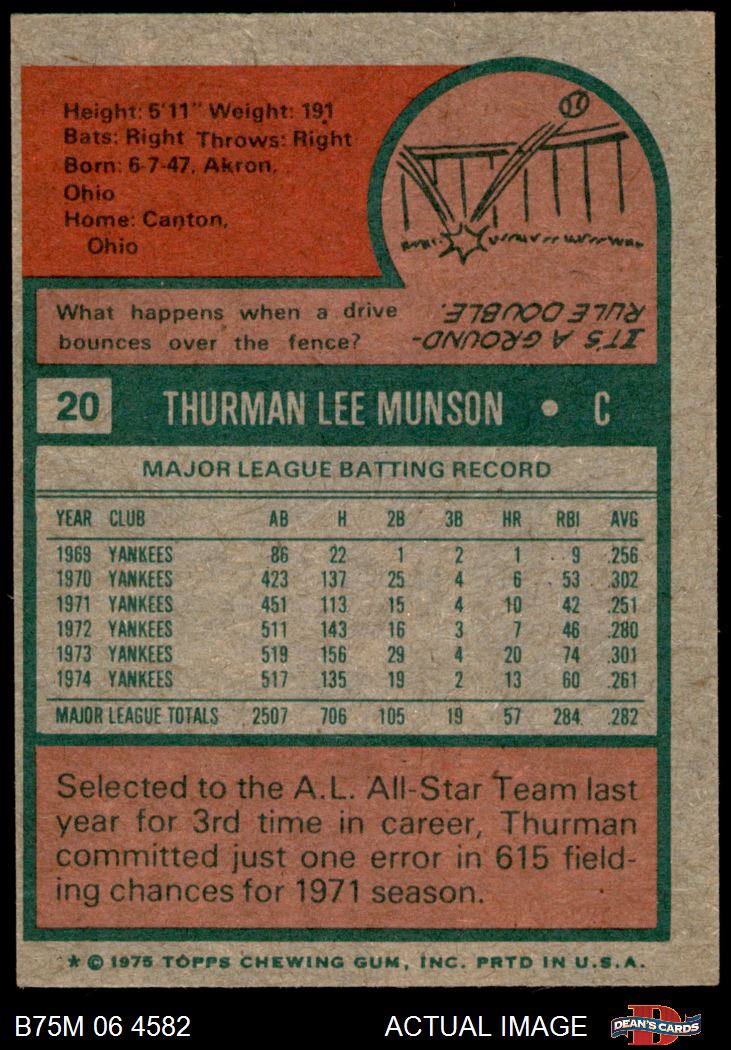 Height: 5'11" Weight: 191
Bats: Right Throws: Right
Born: 6-7-47, Akron,
Ohio
Home: Canton,
Ohio
What happens when a drive
bounces over the fence?
IT'S A GROUND-
RULE DOUBLE.
20 THURMAN LEE MUNSON • C
MAJOR LEAGUE BATTING RECORD
YEAR CLUB AB H 2B 3B HR RBI AVG
1969 YANKEES 86 22 1 2 1 9 .256
1970 YANKEES 423 137 25 4 6 53 .302
1971 YANKEES 451 113 15 4 10 42 .251
1972 YANKEES 511 143 16 3 7 46 .280
1973 YANKEES 519 156 29 4 20 74 .301
1974 YANKEES 517 135 19 2 13 60 .261
MAJOR LEAGUE TOTALS 2507 706 105 19 57 284 .282
Selected to the A.L. All-Star Team last
year for 3rd time in career, Thurman
committed just one error in 615 field-
ing chances for 1971 season.
* © 1975 TOPPS CHEWING GUM, INC. PRTD IN U.S.A.
B75M 06 4582 ACTUAL IMAGE
D
DEAN'S CARDS